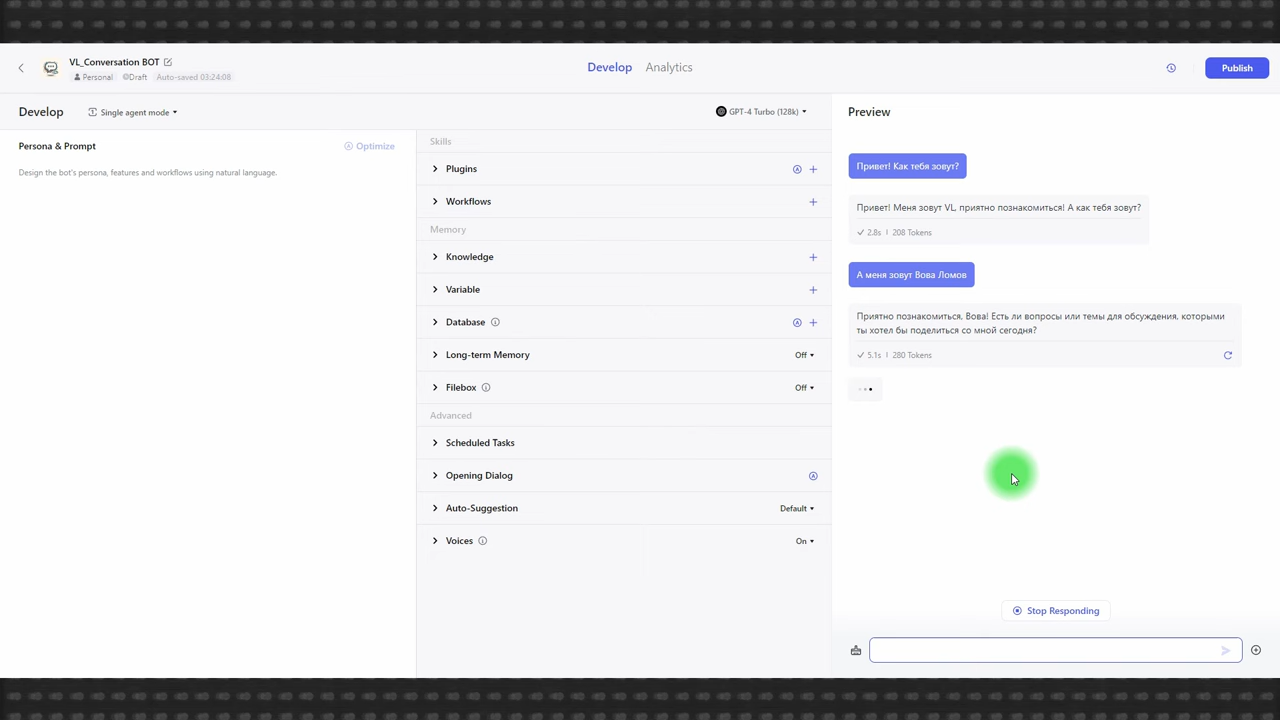 VL_Conversation BOT
Personal Draft Auto-saved 03:24:08
Develop Analytics
Publish
Develop
Single agent mode
GPT-4 Turbo (128k)
Persona & Prompt
Optimize
Design the bot's persona, features and workflows using natural language.
Skills
Plugins
Workflows
Memory
Knowledge
Variable
Database
Long-term Memory Off
Filebox Off
Advanced
Scheduled Tasks
Opening Dialog
Auto-Suggestion Default
Voices On
Preview
Привет! Как тебя зовут?
Привет! Меня зовут VL, приятно познакомиться! А как тебя зовут?
2.8s | 208 Tokens
А меня зовут Вова Ломов
Приятно познакомиться, Вова! Есть ли вопросы или темы для обсуждения, которыми
ты хотел бы поделиться со мной сегодня?
5.1s | 280 Tokens
Stop Responding